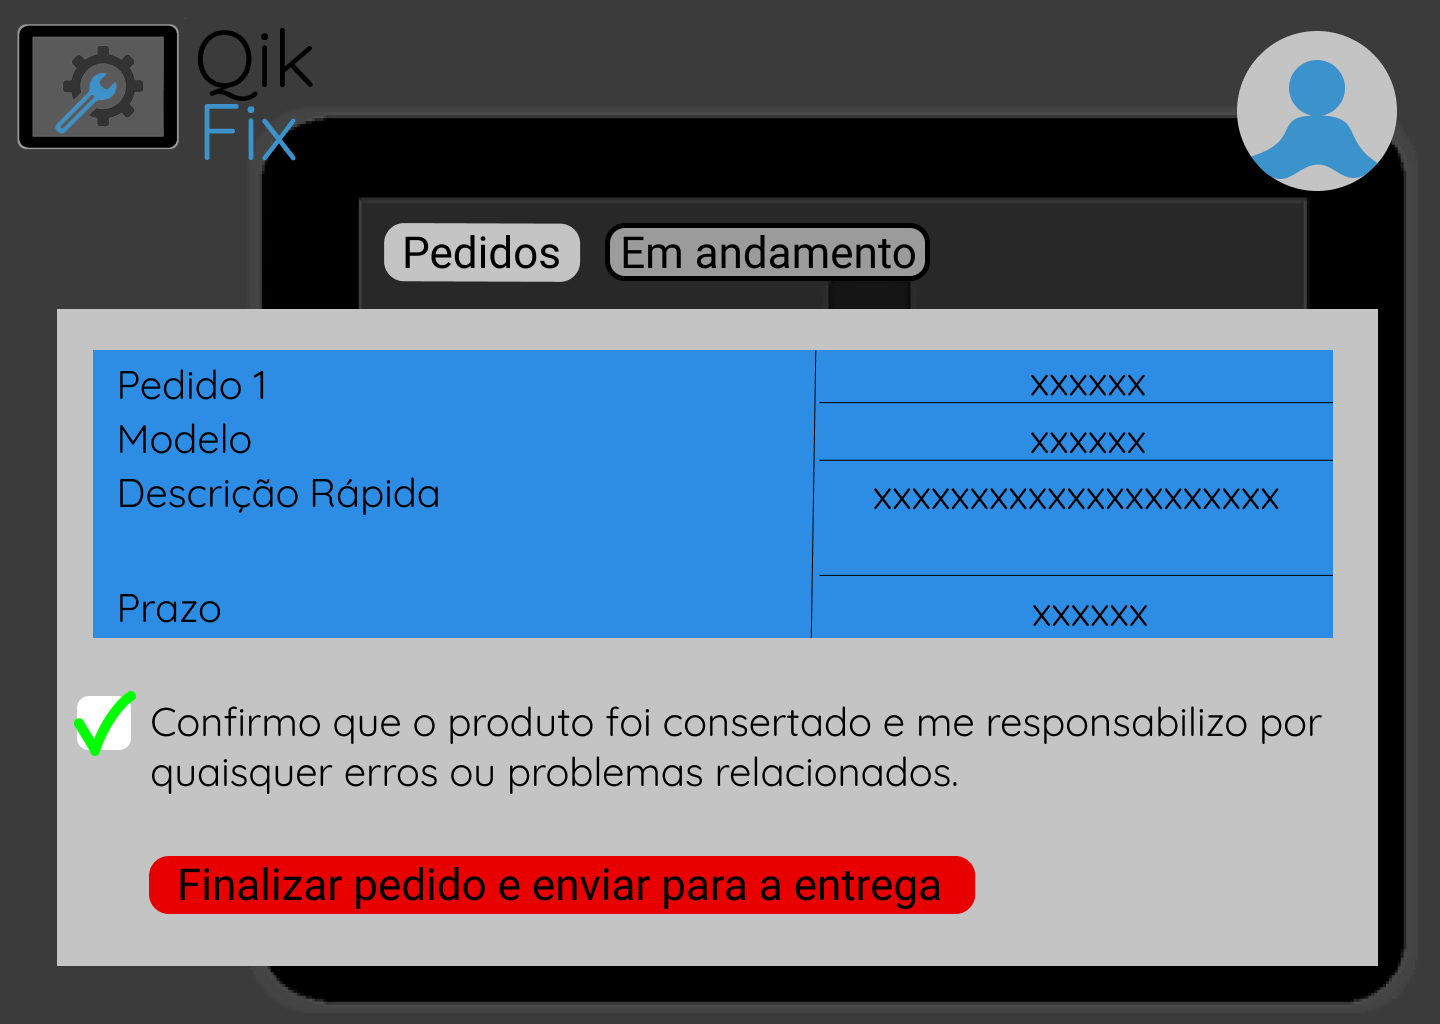 Qik
Fix
Pedidos Em andamento
Pedido 1 xxxxxx
Modelo xxxxxx
Descrição Rápida xxxxxxxxxxxxxxxxxxxxx
Prazo xxxxxx
Confirmo que o produto foi consertado e me responsabilizo por
quaisquer erros ou problemas relacionados.
Finalizar pedido e enviar para a entrega